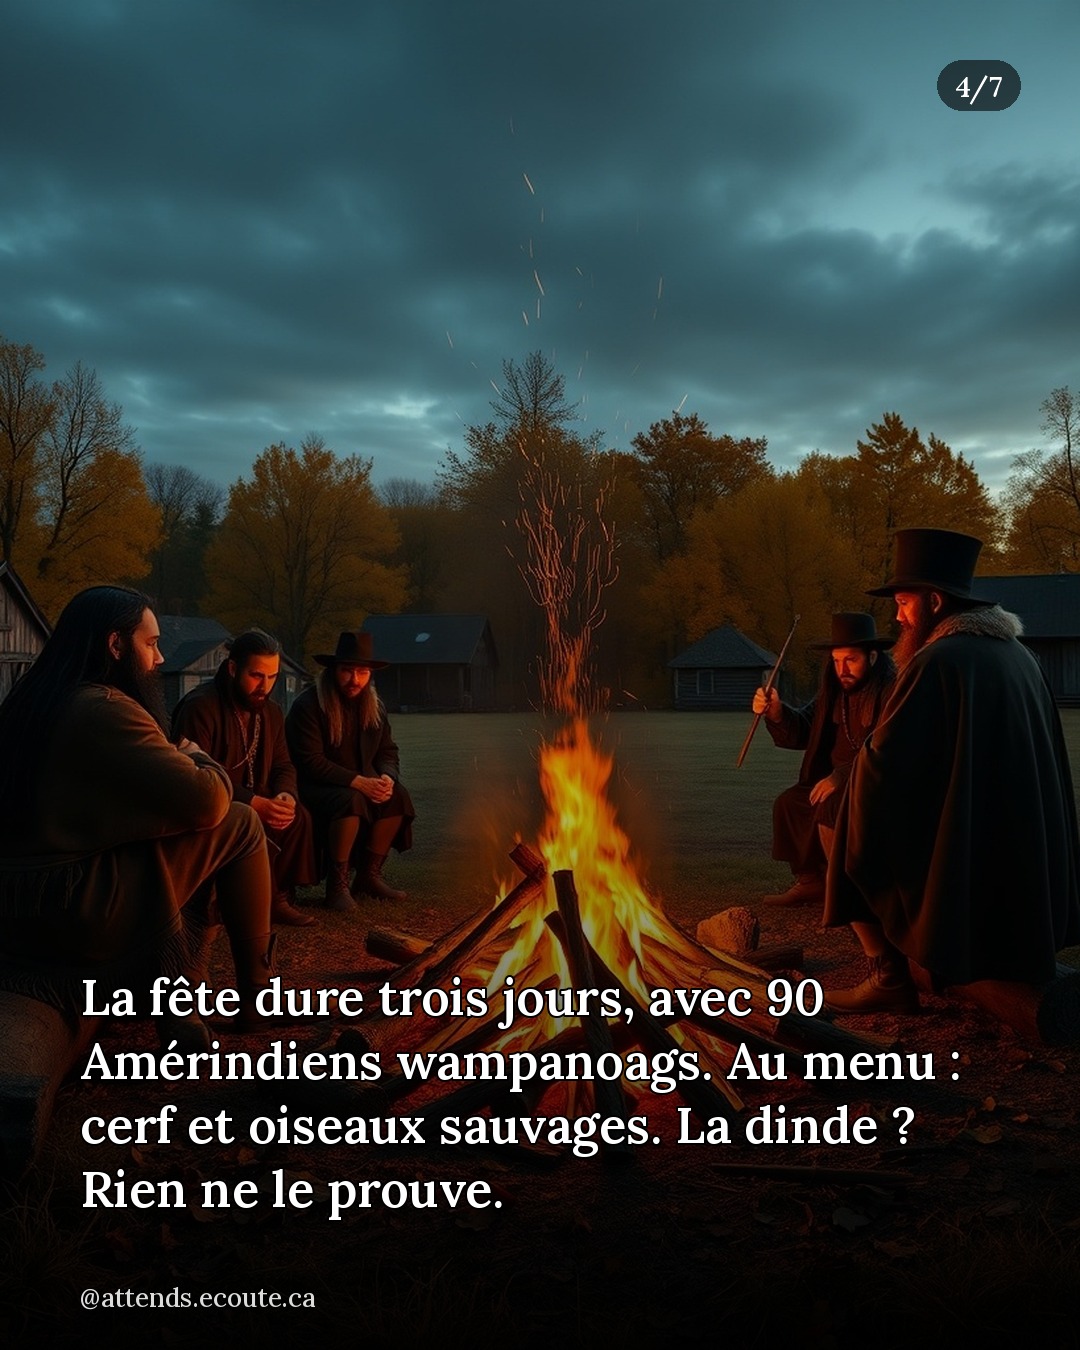 4/7
La fête dure trois jours, avec 90
Amérindiens wampanoags. Au menu :
cerf et oiseaux sauvages. La dinde ?
Rien ne le prouve.
@attends.ecoute.ca